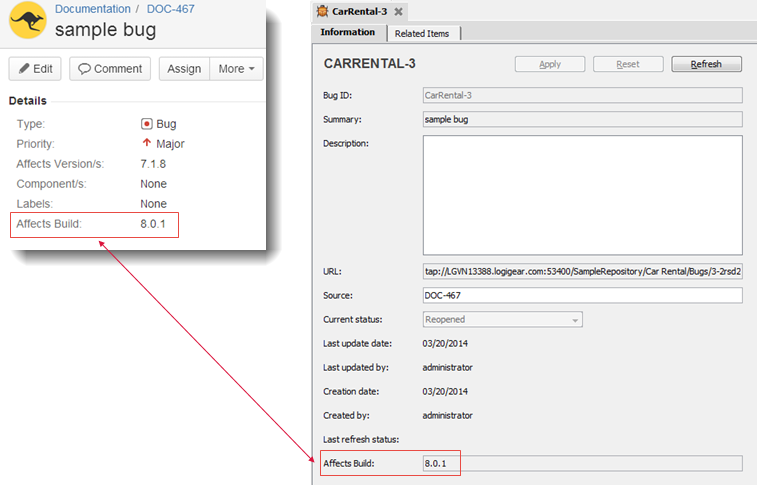 Documentation / DOC-467
sample bug
Edit Comment Assign More
Details
Type: Bug
Priority: Major
Affects Version/s: 7.1.8
Component/s: None
Labels: None
Affects Build: 8.0.1
CarRental-3
Information Related Items
CARRENTAL-3 Apply Reset Refresh
Bug ID: CarRental-3
Summary: sample bug
Description:
URL: tap://LGVN13388.logigear.com:53400/SampleRepository/Car Rental/Bugs/3-2rsd2
Source: DOC-467
Current status: Reopened
Last update date: 03/20/2014
Last updated by: administrator
Creation date: 03/20/2014
Created by: administrator
Last refresh status:
Affects Build: 8.0.1